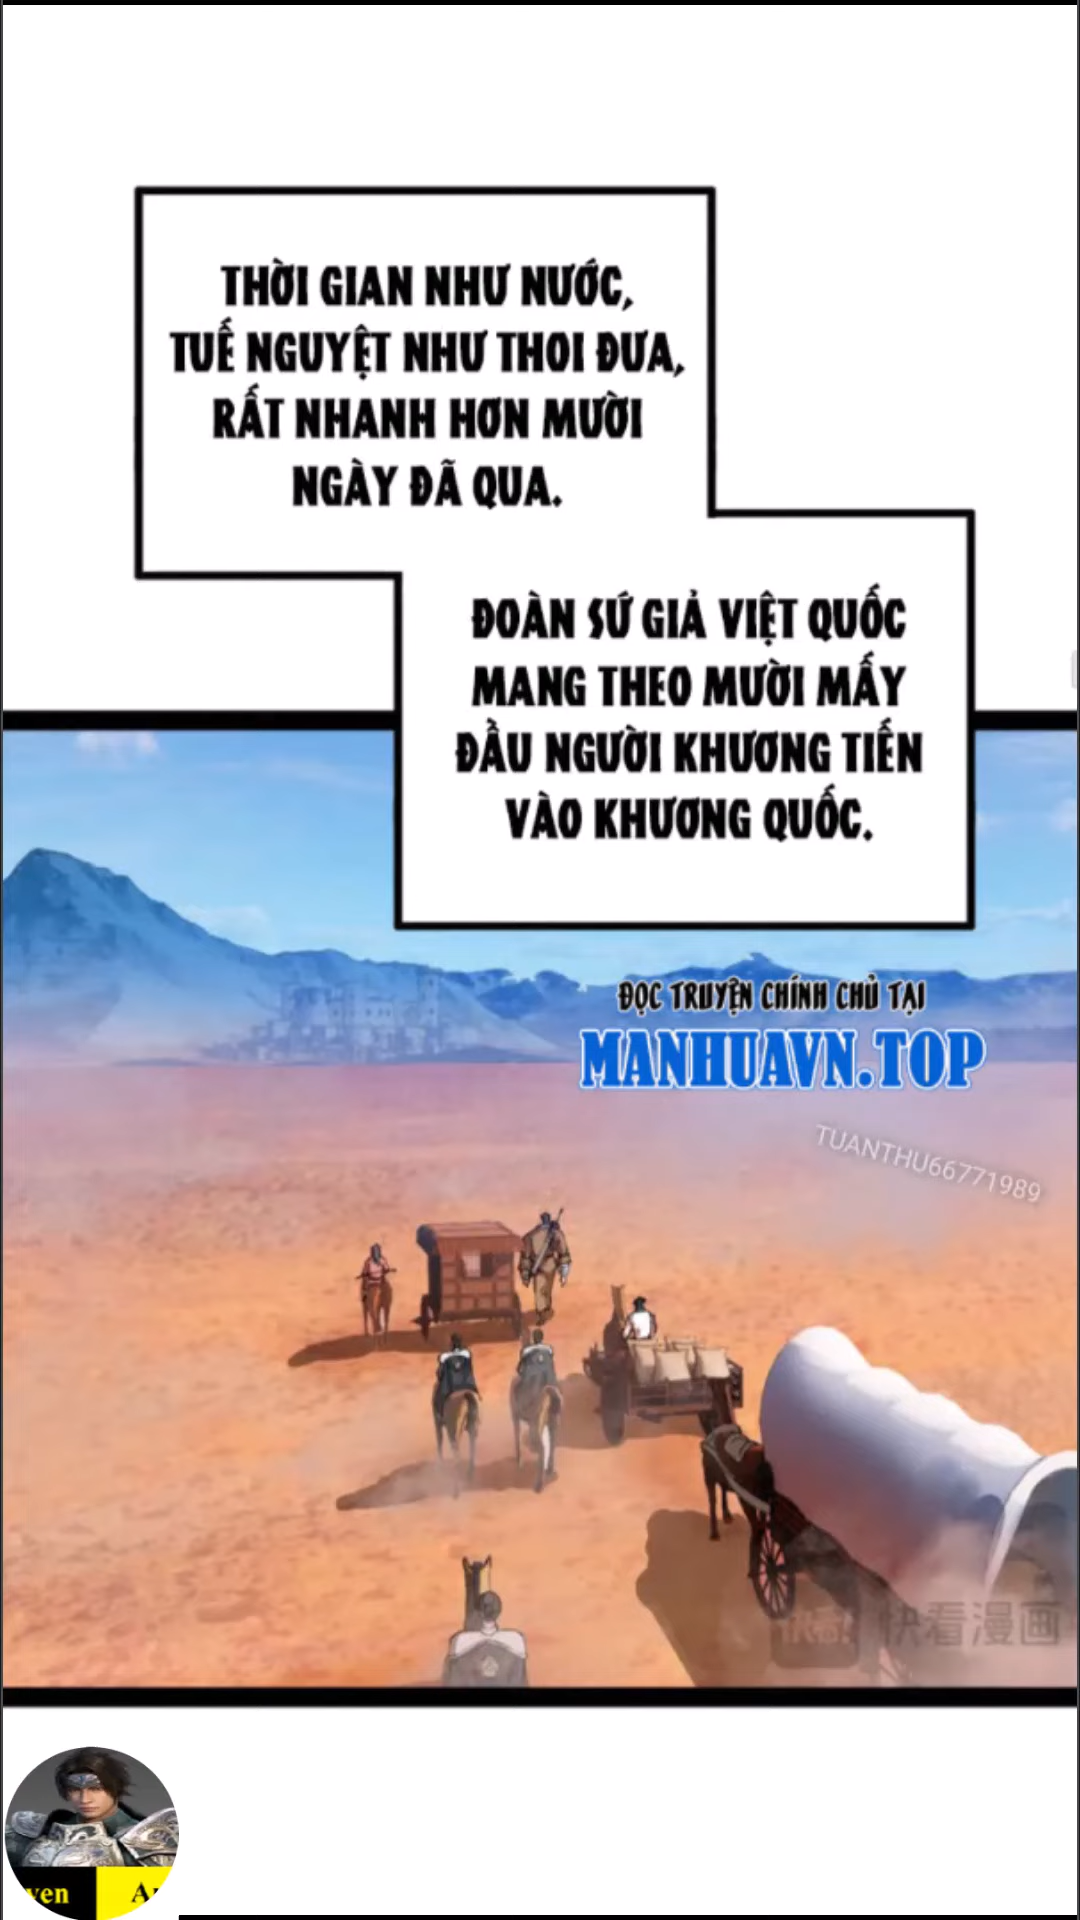 THỜI GIAN NHƯ NƯỚC,
TUẾ NGUYỆT NHƯ THOI ĐƯA,
RẤT NHANH HƠN MƯỜI
NGÀY ĐÃ QUA.
ĐOÀN SỨ GIẢ VIỆT QUỐC
MANG THEO MƯỜI MẤY
ĐẦU NGƯỜI KHƯƠNG TIẾN
VÀO KHƯƠNG QUỐC.
ĐỌC TRUYỆN CHÍNH CHỦ TẠI
MANHUAVN.TOP
TUANTHU66771989
快看漫画